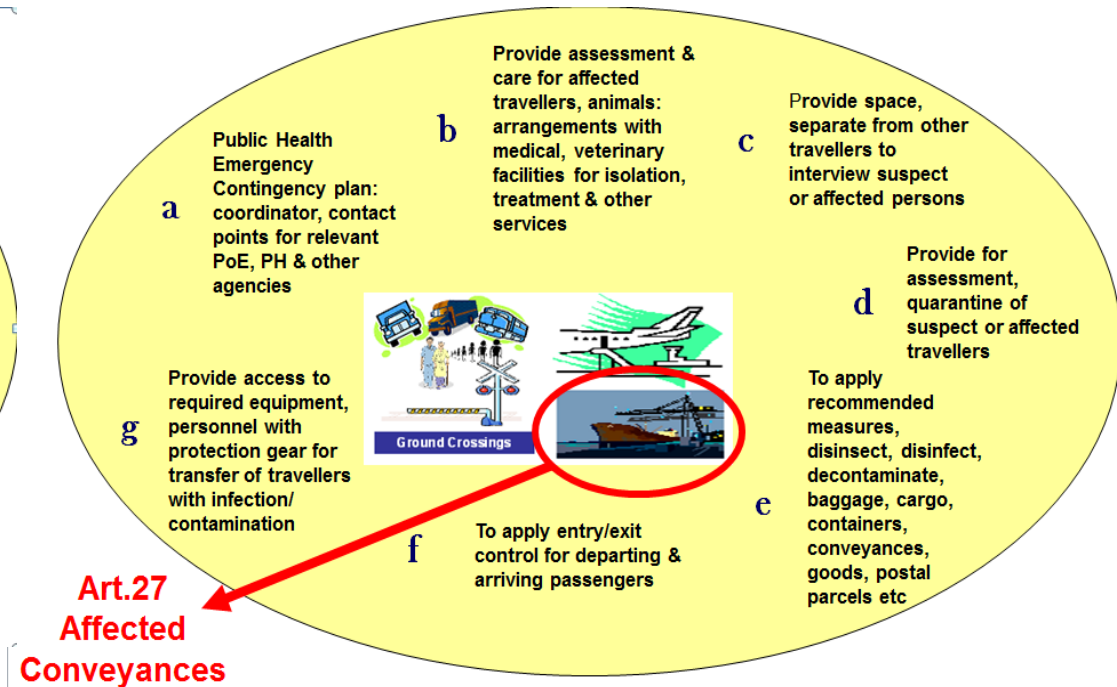 a
Public Health
Emergency
Contingency plan:
coordinator, contact
points for relevant
PoE, PH & other
agencies
b
Provide assessment &
care for affected
travellers, animals:
arrangements with
medical, veterinary
facilities for isolation,
treatment & other
services
c
Provide space,
separate from other
travellers to
interview suspect
or affected persons
d
Provide for
assessment,
quarantine of
suspect or affected
travellers
e
To apply
recommended
measures,
disinsect, disinfect,
decontaminate,
baggage, cargo,
containers,
conveyances,
goods, postal
parcels etc
f
To apply entry/exit
control for departing &
arriving passengers
g
Provide access to
required equipment,
personnel with
protection gear for
transfer of travellers
with infection/
contamination
Ground Crossings
Art.27
Affected
Conveyances